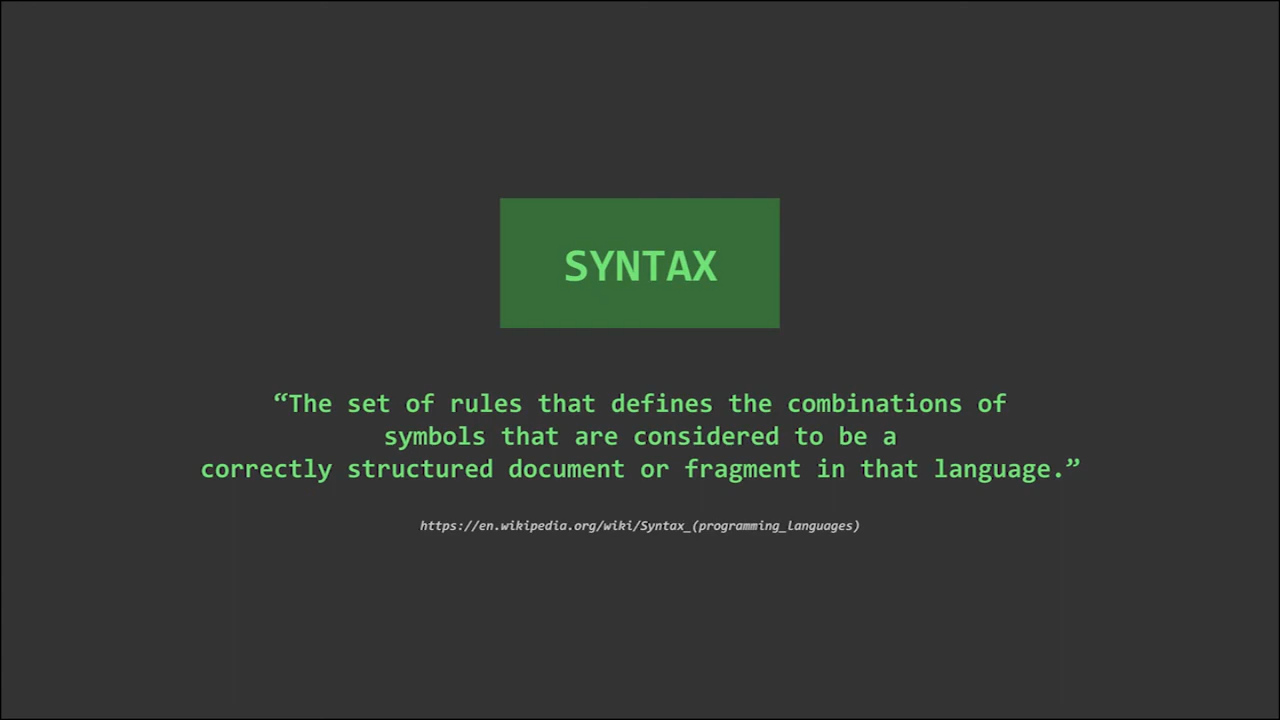 SYNTAX
“The set of rules that defines the combinations of
symbols that are considered to be a
correctly structured document or fragment in that language.”
https://en.wikipedia.org/wiki/Syntax_(programming_languages)